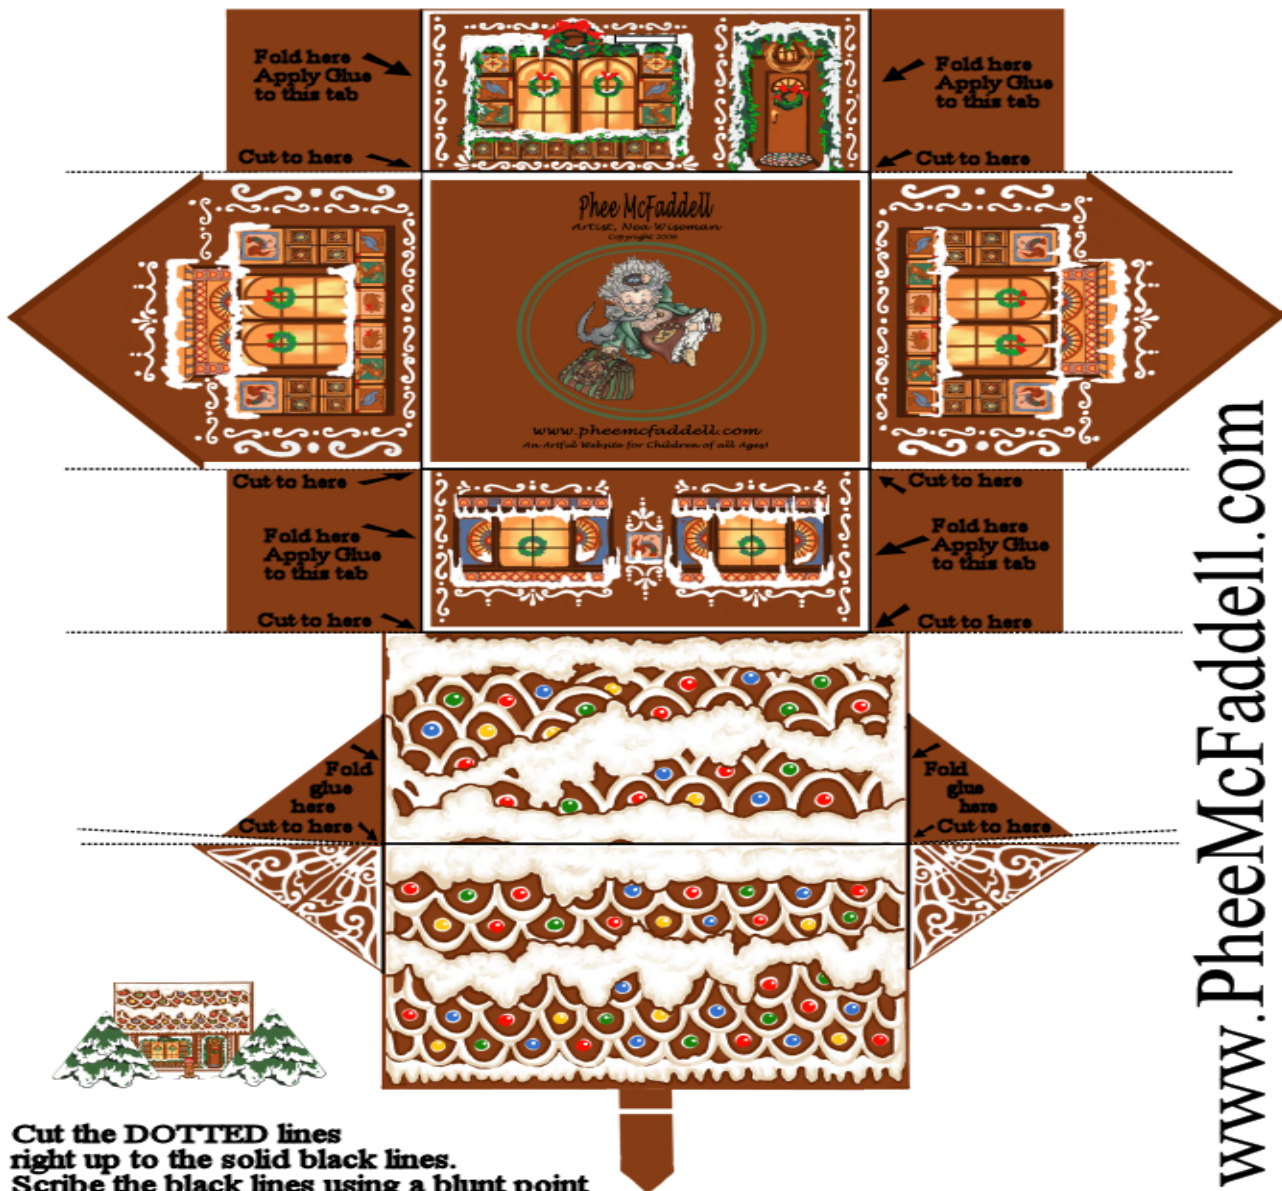 Fold here
Apply Glue
to this tab
Cut to here
Fold here
Apply Glue
to this tab
Cut to here
Phee McFaddell
Artist, Noa Wiseman
Copyright 2006
www.pheemcfaddell.com
An Artful Website for Children of all Ages!
Cut to here
Fold here
Apply Glue
to this tab
Cut to here
Cut to here
Fold here
Apply Glue
to this tab
Cut to here
Fold
glue
here
Cut to here
Fold
glue
here
Cut to here
www.PheeMcFaddell.com
Cut the DOTTED lines
right up to the solid black lines.
Scribe the black lines using a blunt point